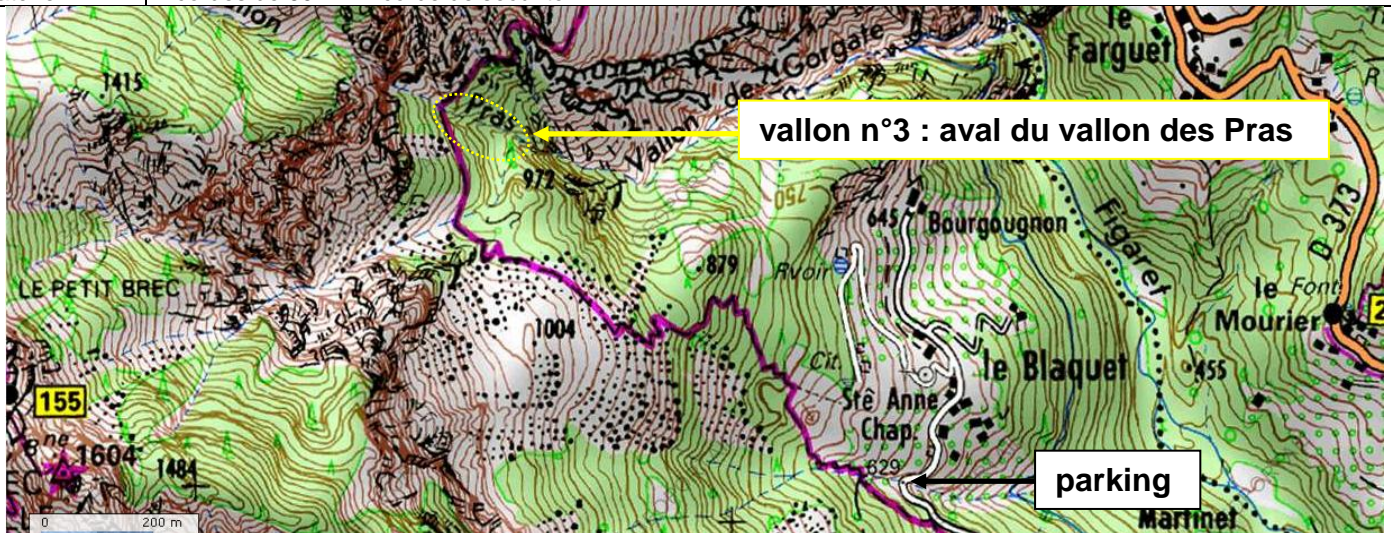 le
Farguet
1415
Gorgate
de
Vallon
vallon n°3 : aval du vallon des Pras
972
750
645
Bourgougnon
Figaret
D 373
Rvoir
879
LE PETIT BREC
le Font
Mourier
2
1004
Cit.
le Blaquet
455
155
Ste Anne
Chap.
629
1604
1484
parking
Martinet
0 200 m